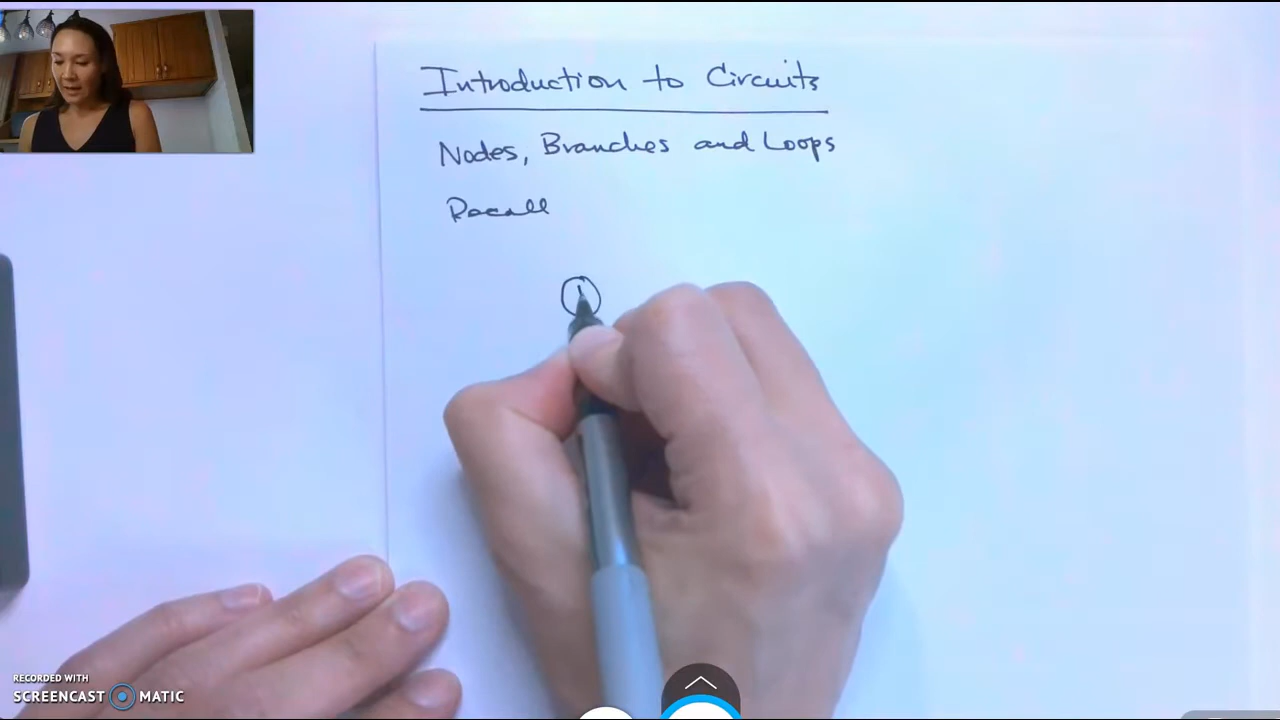 Introduction to Circuits
Nodes, Branches and Loops
Recall
RECORDED WITH
SCREENCAST MATIC